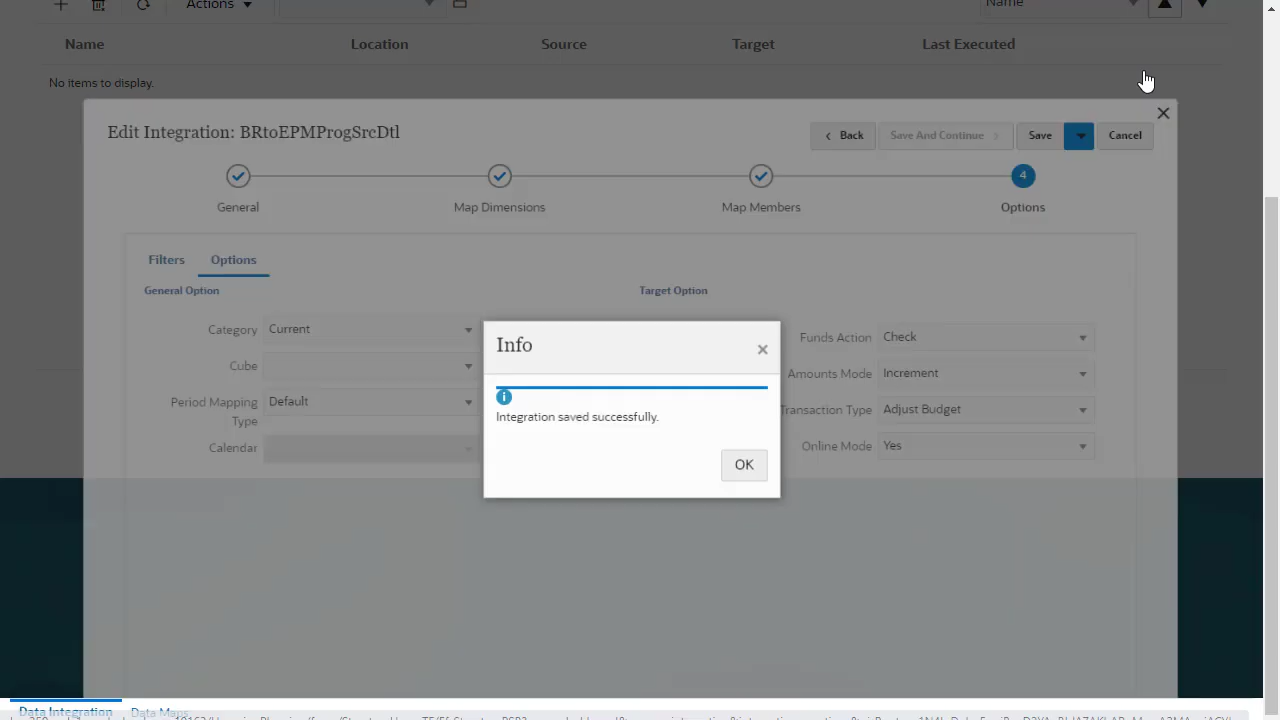 Actions
Name
Name Location Source Target Last Executed
No items to display.
Edit Integration: BRtoEPMProgSrcDtl
Back Save And Continue Save Cancel
4
General Map Dimensions Map Members Options
Filters Options
General Option Target Option
Category Current
Cube
Period Mapping Type Default
Calendar
Funds Action Check
Amounts Mode Increment
Transaction Type Adjust Budget
Online Mode Yes
Info
Integration saved successfully.
OK
Data Integration Data Maps